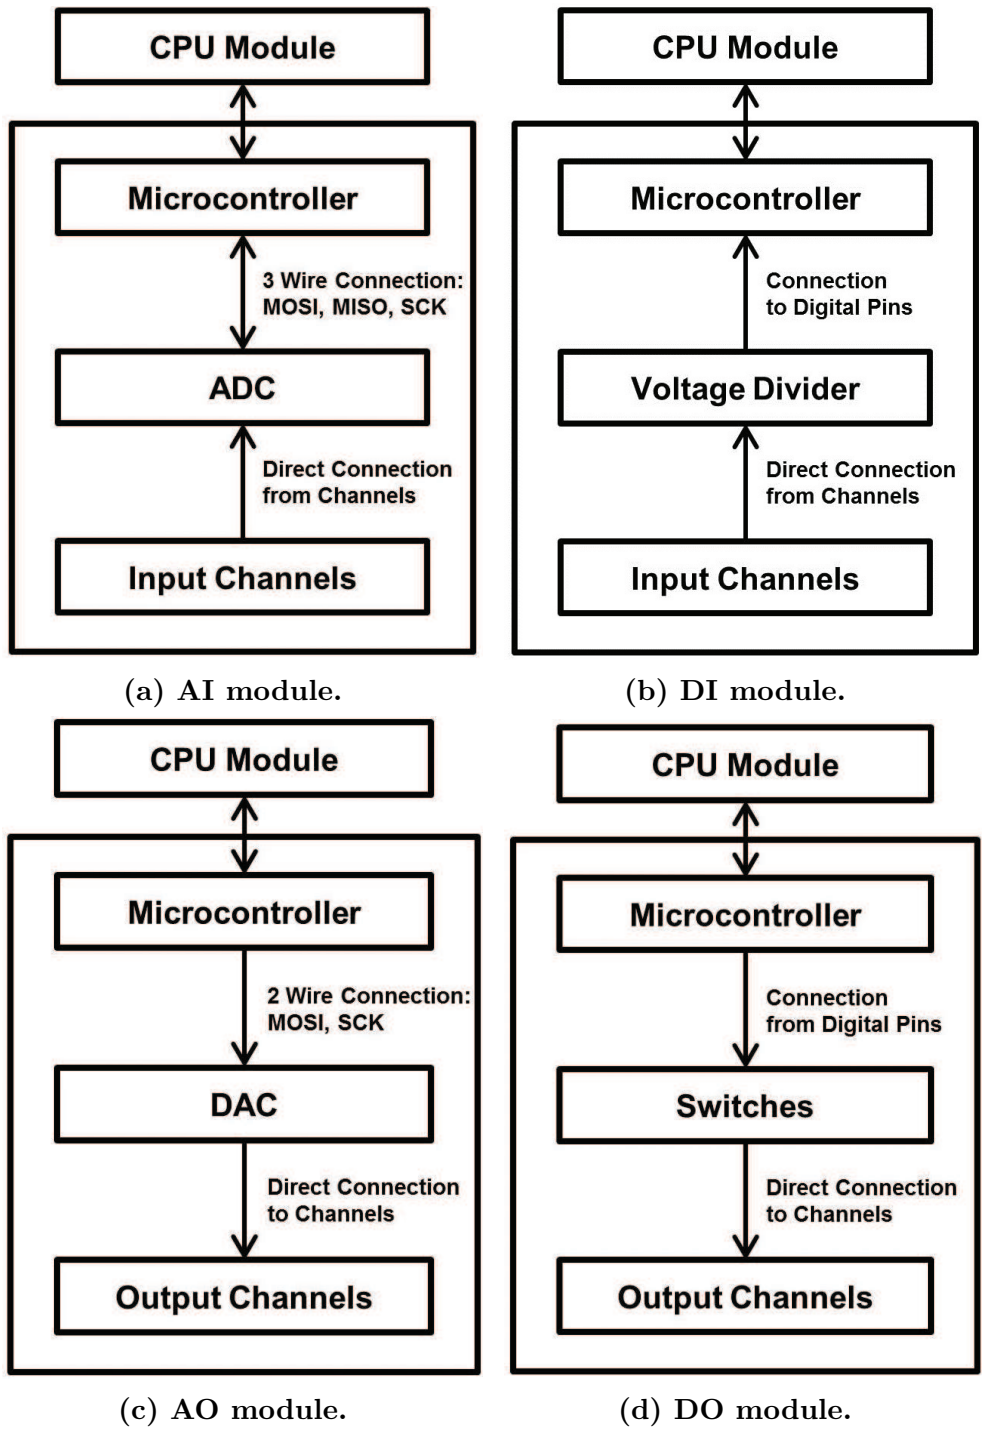 CPU Module
Microcontroller
3 Wire Connection:
MOSI, MISO, SCK
ADC
Direct Connection
from Channels
Input Channels
(a) AI module.
CPU Module
Microcontroller
Connection
to Digital Pins
Voltage Divider
Direct Connection
from Channels
Input Channels
(b) DI module.
CPU Module
Microcontroller
2 Wire Connection:
MOSI, SCK
DAC
Direct Connection
to Channels
Output Channels
(c) AO module.
CPU Module
Microcontroller
Connection
from Digital Pins
Switches
Direct Connection
to Channels
Output Channels
(d) DO module.